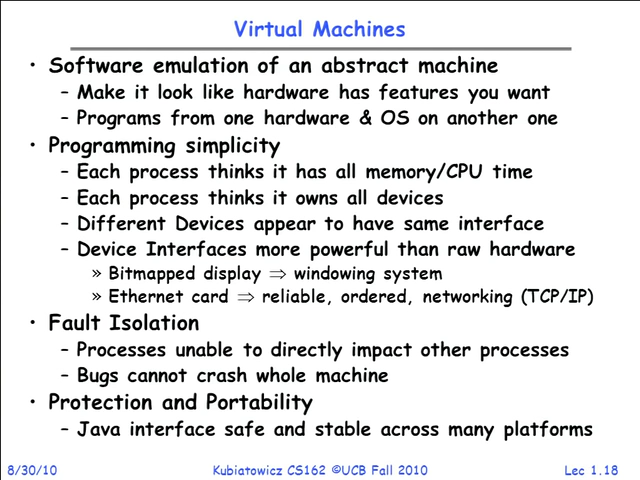 Virtual Machines
• Software emulation of an abstract machine
– Make it look like hardware has features you want
– Programs from one hardware & OS on another one
• Programming simplicity
– Each process thinks it has all memory/CPU time
– Each process thinks it owns all devices
– Different Devices appear to have same interface
– Device Interfaces more powerful than raw hardware
» Bitmapped display ⇒ windowing system
» Ethernet card ⇒ reliable, ordered, networking (TCP/IP)
• Fault Isolation
– Processes unable to directly impact other processes
– Bugs cannot crash whole machine
• Protection and Portability
– Java interface safe and stable across many platforms
8/30/10 Kubiatowicz CS162 ©UCB Fall 2010 Lec 1.18